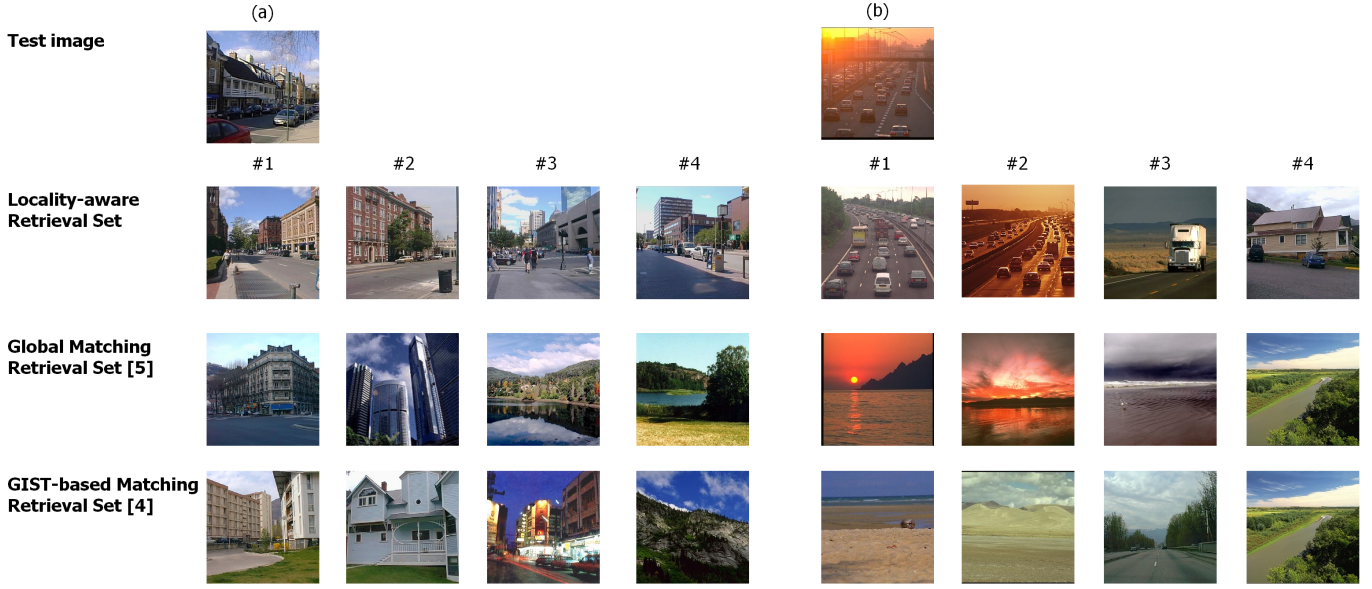 (a) (b)
Test image
#1 #2 #3 #4 #1 #2 #3 #4
Locality-aware
Retrieval Set
Global Matching
Retrieval Set [5]
GIST-based Matching
Retrieval Set [4]